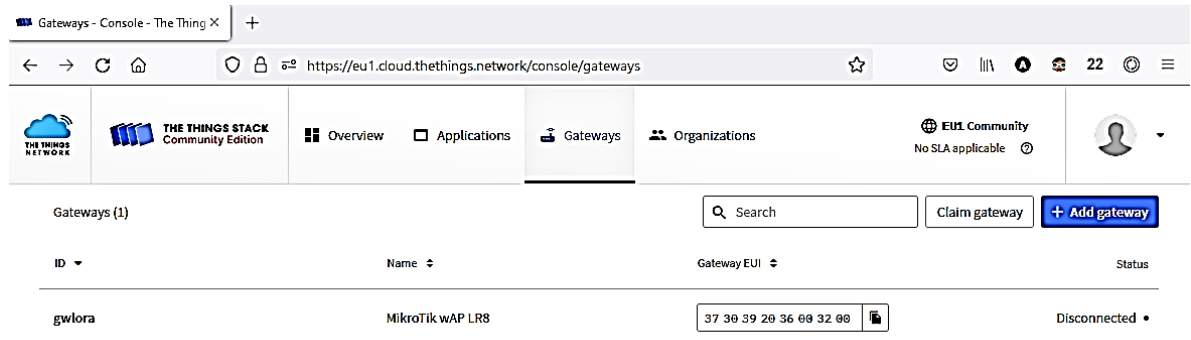 Gateways - Console - The Thing
https://eu1.cloud.thethings.network/console/gateways
22
THE THINGS NETWORK
THE THINGS STACK
Community Edition
Overview
Applications
Gateways
Organizations
EU1 Community
No SLA applicable
Gateways (1)
Search
Claim gateway
+ Add gateway
ID
Name
Gateway EUI
Status
gwlora
MikroTik wAP LR8
37 30 39 20 36 00 32 00
Disconnected